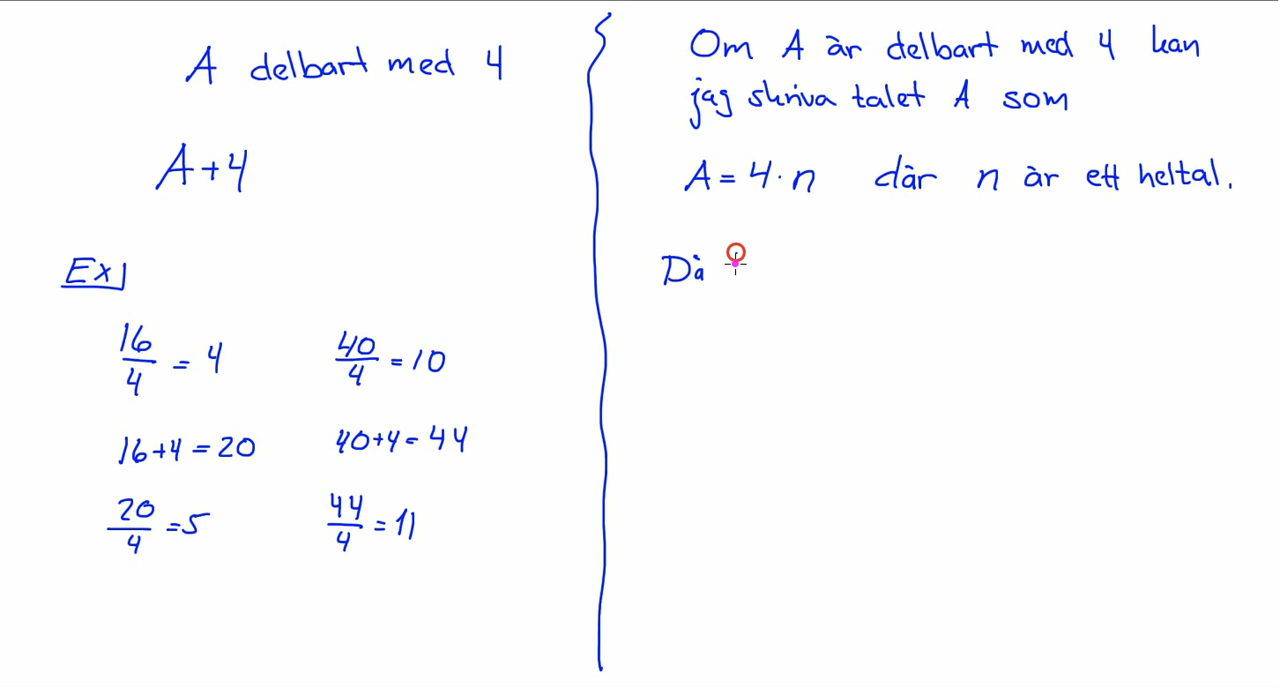 A delbart med 4
A+4
Ex
16/4 = 4
16+4 = 20
20/4 = 5
40/4 = 10
40+4 = 44
44/4 = 11
Om A är delbart med 4 kan
jag skriva talet A som
A = 4·n där n är ett heltal.
Då